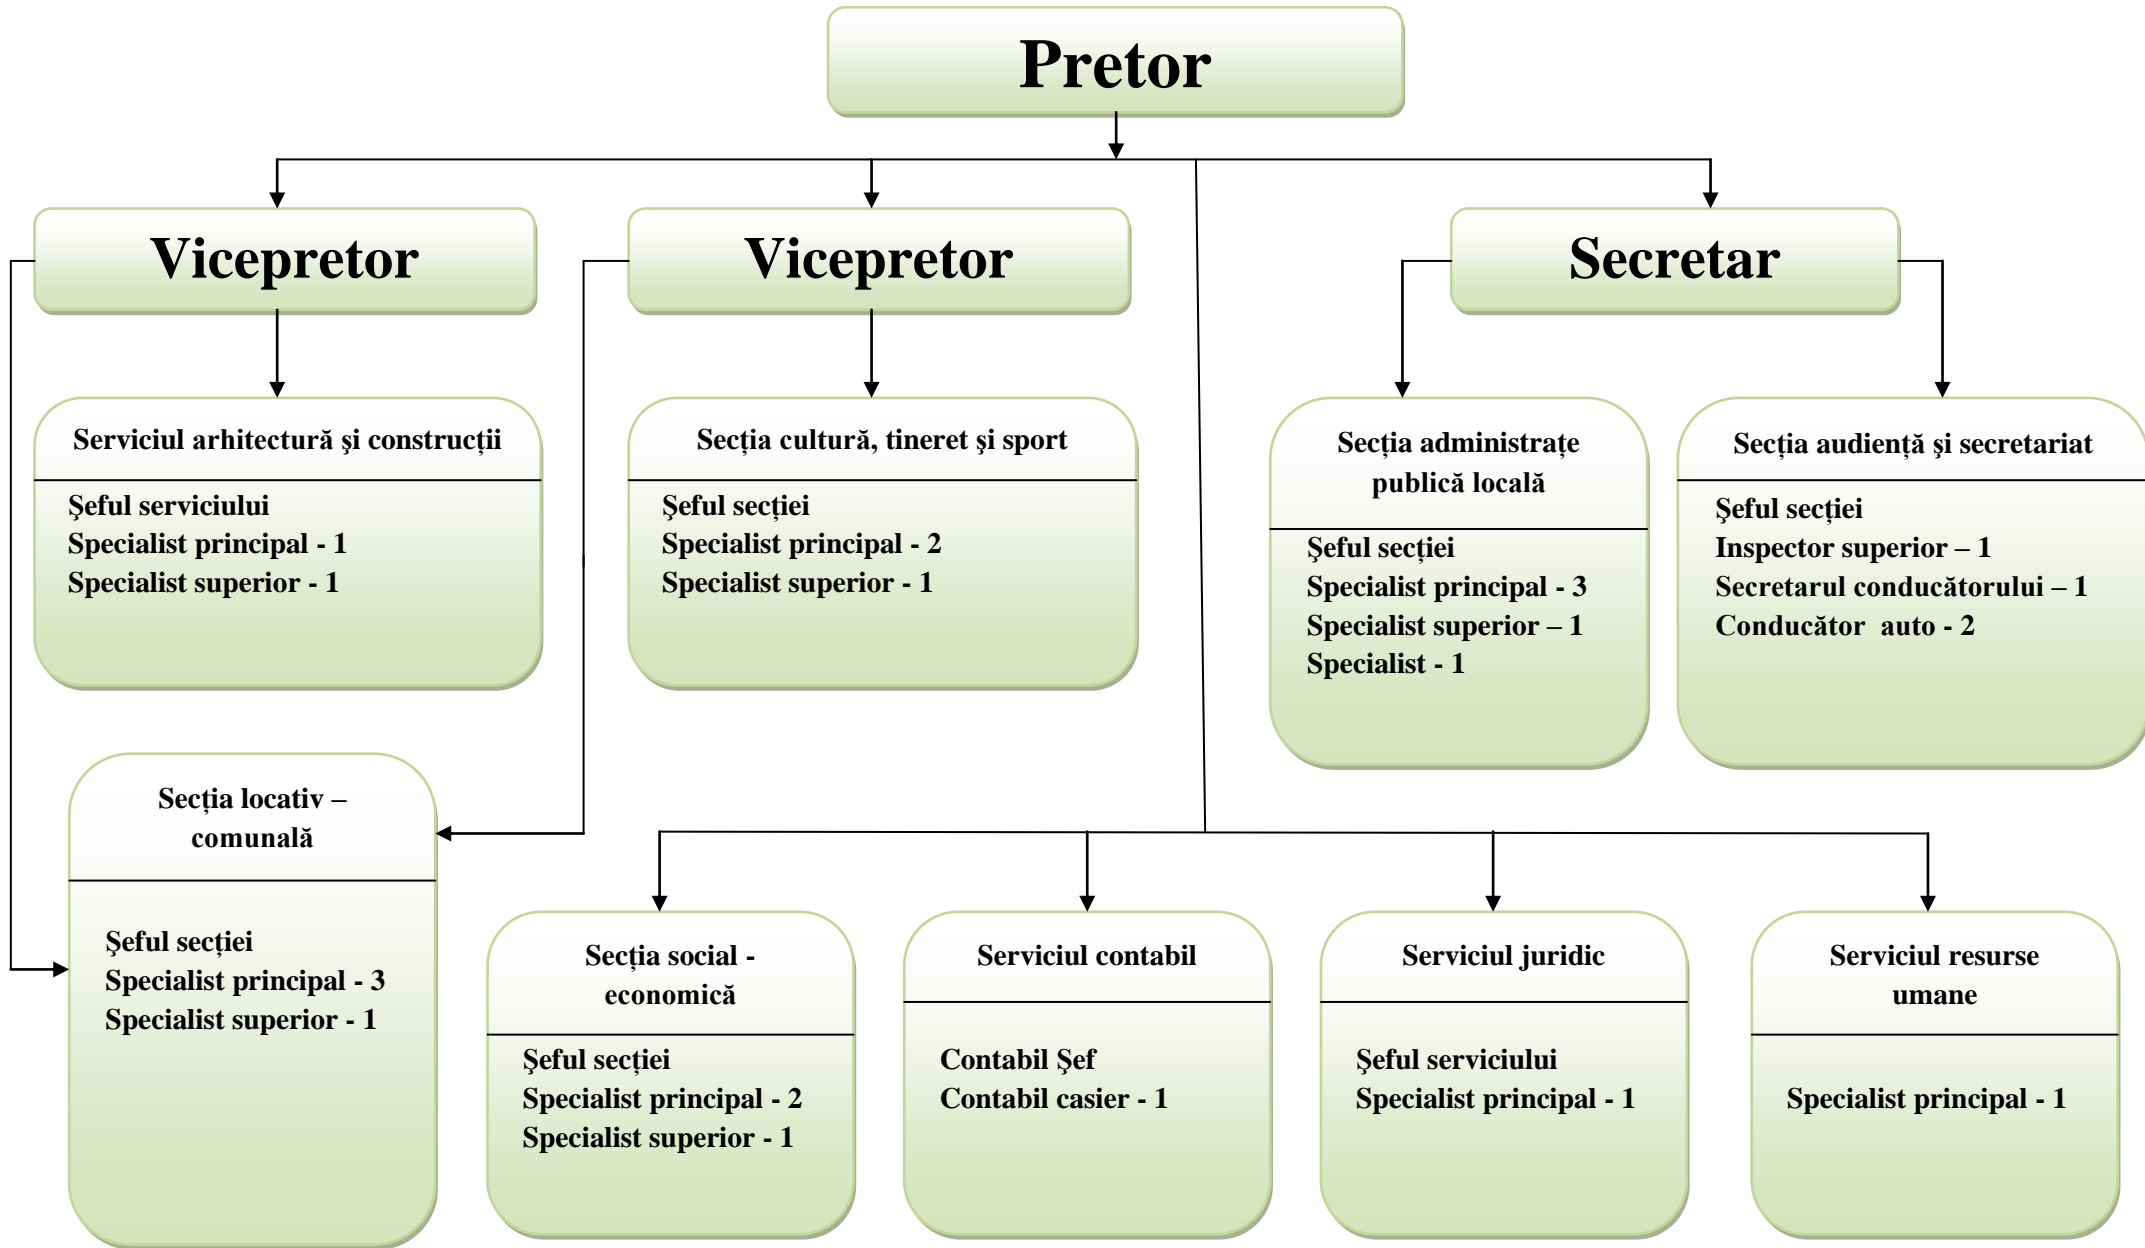 Pretor
Vicepretor
Vicepretor
Secretar
Serviciul arhitectură şi construcții
Şeful serviciului
Specialist principal - 1
Specialist superior - 1
Secția cultură, tineret şi sport
Şeful secției
Specialist principal - 2
Specialist superior - 1
Secția administrațe
publică locală
Şeful secției
Specialist principal - 3
Specialist superior – 1
Specialist - 1
Secția audiență şi secretariat
Şeful secției
Inspector superior – 1
Secretarul conducătorului – 1
Conducător  auto - 2
Secția locativ –
comunală
Şeful secției
Specialist principal - 3
Specialist superior - 1
Secția social -
economică
Şeful secției
Specialist principal - 2
Specialist superior - 1
Serviciul contabil
Contabil Şef
Contabil casier - 1
Serviciul juridic
Şeful serviciului
Specialist principal - 1
Serviciul resurse
umane
Specialist principal - 1